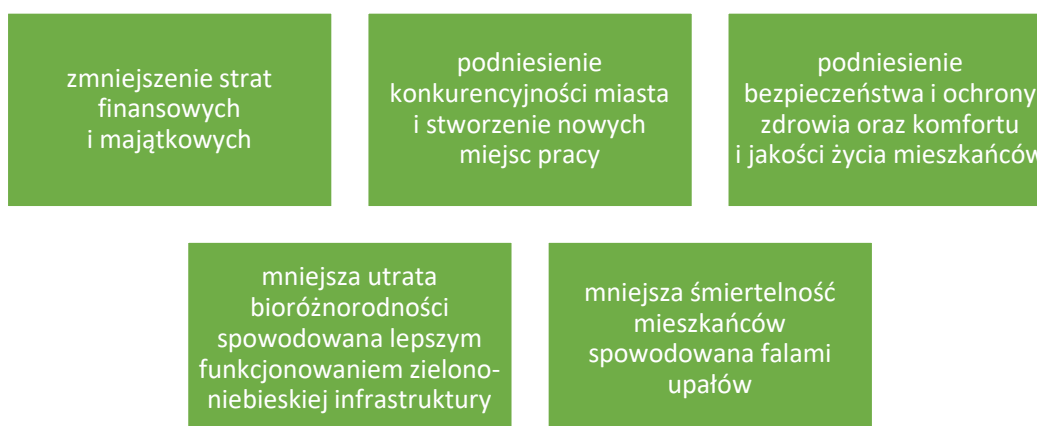 zmniejszenie strat
finansowych
i majątkowych
podniesienie
konkurencyjności miasta
i stworzenie nowych
miejsc pracy
podniesienie
bezpieczeństwa i ochrony
zdrowia oraz komfortu
i jakości życia mieszkańców
mniejsza utrata
bioróżnorodności
spowodowana lepszym
funkcjonowaniem zielono-
niebieskiej infrastruktury
mniejsza śmiertelność
mieszkańców
spowodowana falami
upałów